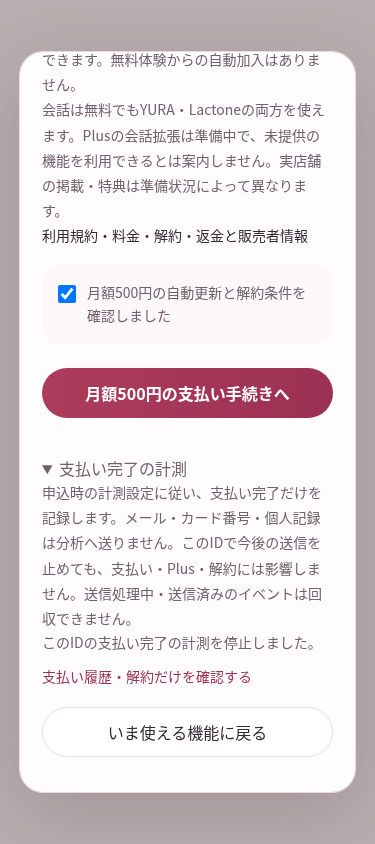 できます。無料体験からの自動加入はありま
せん。
会話は無料でもYURA・Lactoneの両方を使え
ます。Plusの会話拡張は準備中で、未提供の
機能を利用できるとは案内しません。実店舗
の掲載・特典は準備状況によって異なりま
す。
利用規約・料金・解約・返金と販売者情報
月額500円の自動更新と解約条件を
確認しました
月額500円の支払い手続きへ
▼ 支払い完了の計測
申込時の計測設定に従い、支払い完了だけを
記録します。メール・カード番号・個人記録
は分析へ送りません。このIDで今後の送信を
止めても、支払い・Plus・解約には影響しま
せん。送信処理中・送信済みのイベントは回
収できません。
このIDの支払い完了の計測を停止しました。
支払い履歴・解約だけを確認する
いま使える機能に戻る